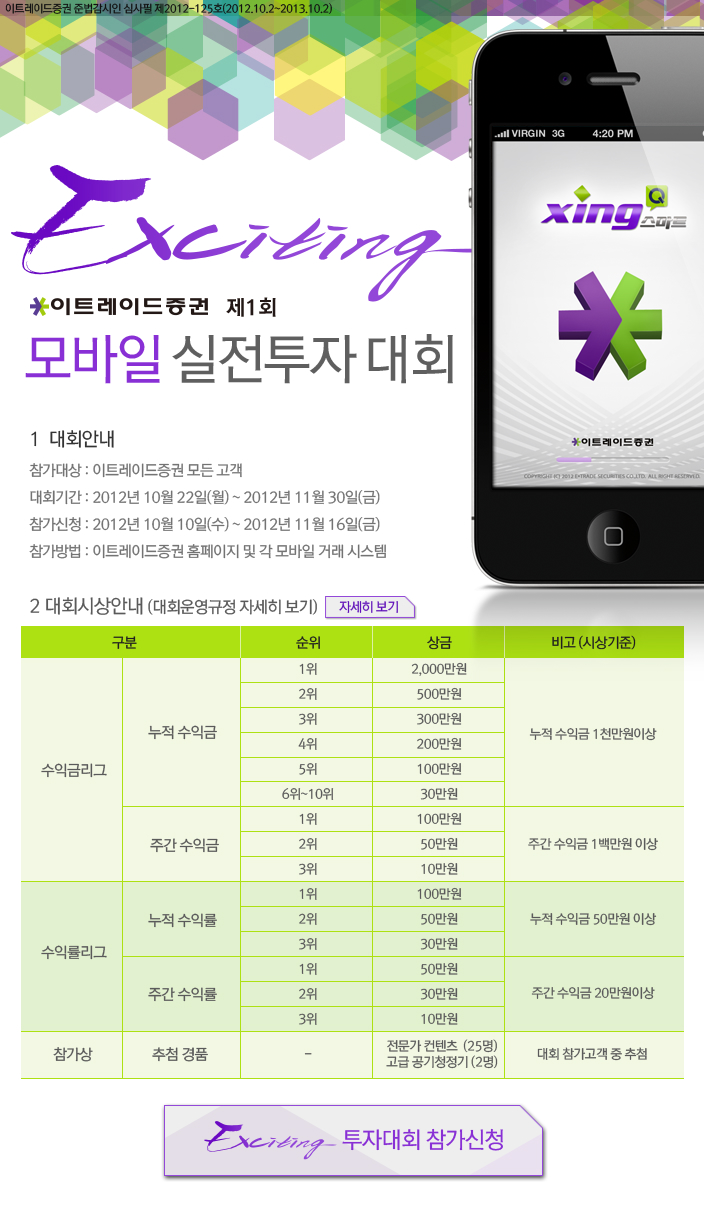 이트레이드증권 준법감시인 심사필 제2012-125호(2012.10.2~2013.10.2)
VIRGIN 3G 4:20 PM
xing Q 스마트
Exciting
이트레이드증권 제1회
모바일 실전투자 대회
이트레이드증권
COPYRIGHT (C) 2012 E*TRADE SECURITIES CO.,LTD. ALL RIGHT RESERVED.
1 대회안내
참가대상 : 이트레이드증권 모든 고객
대회기간 : 2012년 10월 22일(월) ~ 2012년 11월 30일(금)
참가신청 : 2012년 10월 10일(수) ~ 2012년 11월 16일(금)
참가방법 : 이트레이드증권 홈페이지 및 각 모바일 거래 시스템
2 대회시상안내 (대회운영규정 자세히 보기) 자세히 보기
구분 순위 상금 비고 (시상기준)
수익금리그 누적 수익금 1위 2,000만원 누적 수익금 1천만원이상
2위 500만원
3위 300만원
4위 200만원
5위 100만원
6위~10위 30만원
주간 수익금 1위 100만원 주간 수익금 1백만원 이상
2위 50만원
3위 10만원
수익률리그 누적 수익률 1위 100만원 누적 수익금 50만원 이상
2위 50만원
3위 30만원
주간 수익률 1위 50만원 주간 수익금 20만원이상
2위 30만원
3위 10만원
참가상 추첨 경품 - 전문가 컨텐츠 (25명) 대회 참가고객 중 추첨
고급 공기청정기 (2명)
Exciting 투자대회 참가신청